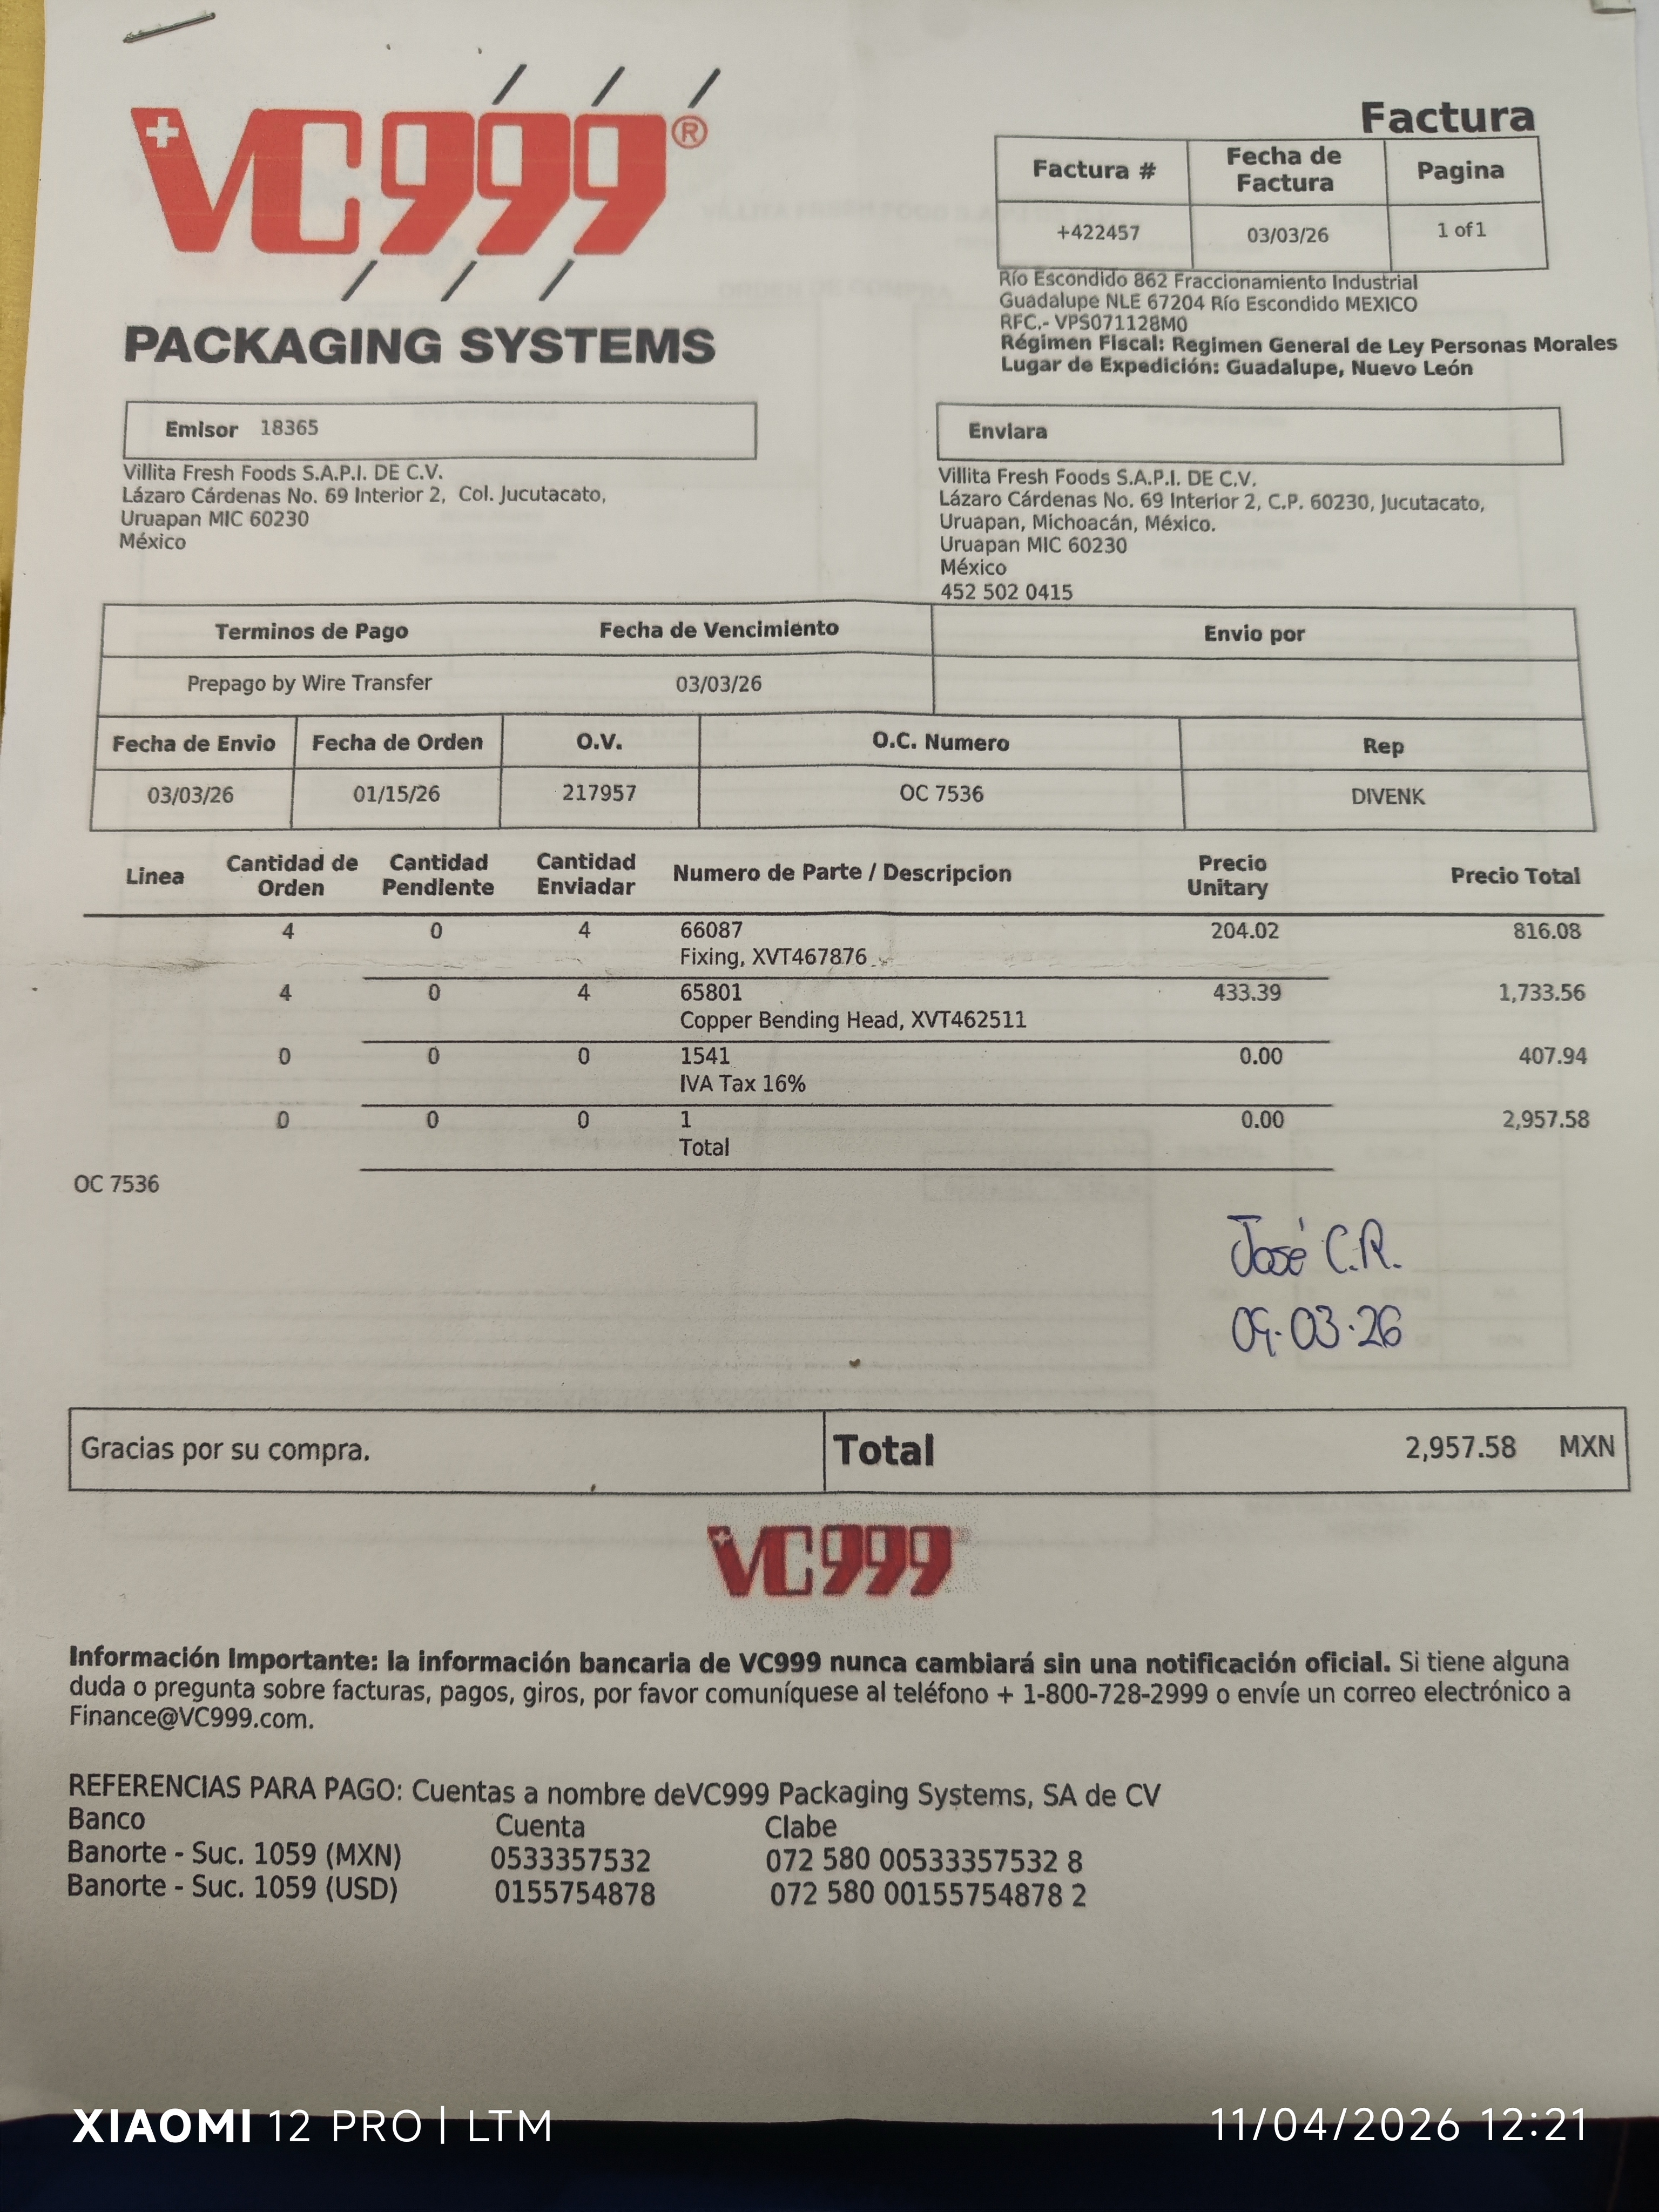 VC999®
PACKAGING SYSTEMS
Factura
Factura # Fecha de Factura Pagina
+422457 03/03/26 1 of1
Río Escondido 862 Fraccionamiento Industrial
Guadalupe NLE 67204 Río Escondido MEXICO
RFC.- VPS071128M0
Régimen Fiscal: Regimen General de Ley Personas Morales
Lugar de Expedición: Guadalupe, Nuevo León
Emisor 18365
Villita Fresh Foods S.A.P.I. DE C.V.
Lázaro Cárdenas No. 69 Interior 2, Col. Jucutacato,
Uruapan MIC 60230
México
Enviara
Villita Fresh Foods S.A.P.I. DE C.V.
Lázaro Cárdenas No. 69 Interior 2, C.P. 60230, Jucutacato,
Uruapan, Michoacán, México.
Uruapan MIC 60230
México
452 502 0415
Terminos de Pago Fecha de Vencimiento Envio por
Prepago by Wire Transfer 03/03/26
Fecha de Envio Fecha de Orden O.V. O.C. Numero Rep
03/03/26 01/15/26 217957 OC 7536 DIVENK
Linea Cantidad de Orden Cantidad Pendiente Cantidad Enviadar Numero de Parte / Descripcion Precio Unitary Precio Total
4 0 4 66087 204.02 816.08
Fixing, XVT467876
4 0 4 65801 433.39 1,733.56
Copper Bending Head, XVT462511
0 0 0 1541 0.00 407.94
IVA Tax 16%
0 0 0 1 0.00 2,957.58
Total
OC 7536
José C.R.
09·03·26
Gracias por su compra. Total 2,957.58 MXN
VC999
Información Importante: la información bancaria de VC999 nunca cambiará sin una notificación oficial. Si tiene alguna
duda o pregunta sobre facturas, pagos, giros, por favor comuníquese al teléfono + 1-800-728-2999 o envíe un correo electrónico a
Finance@VC999.com.
REFERENCIAS PARA PAGO: Cuentas a nombre deVC999 Packaging Systems, SA de CV
Banco Cuenta Clabe
Banorte - Suc. 1059 (MXN) 0533357532 072 580 00533357532 8
Banorte - Suc. 1059 (USD) 0155754878 072 580 00155754878 2
XIAOMI 12 PRO | LTM 11/04/2026 12:21